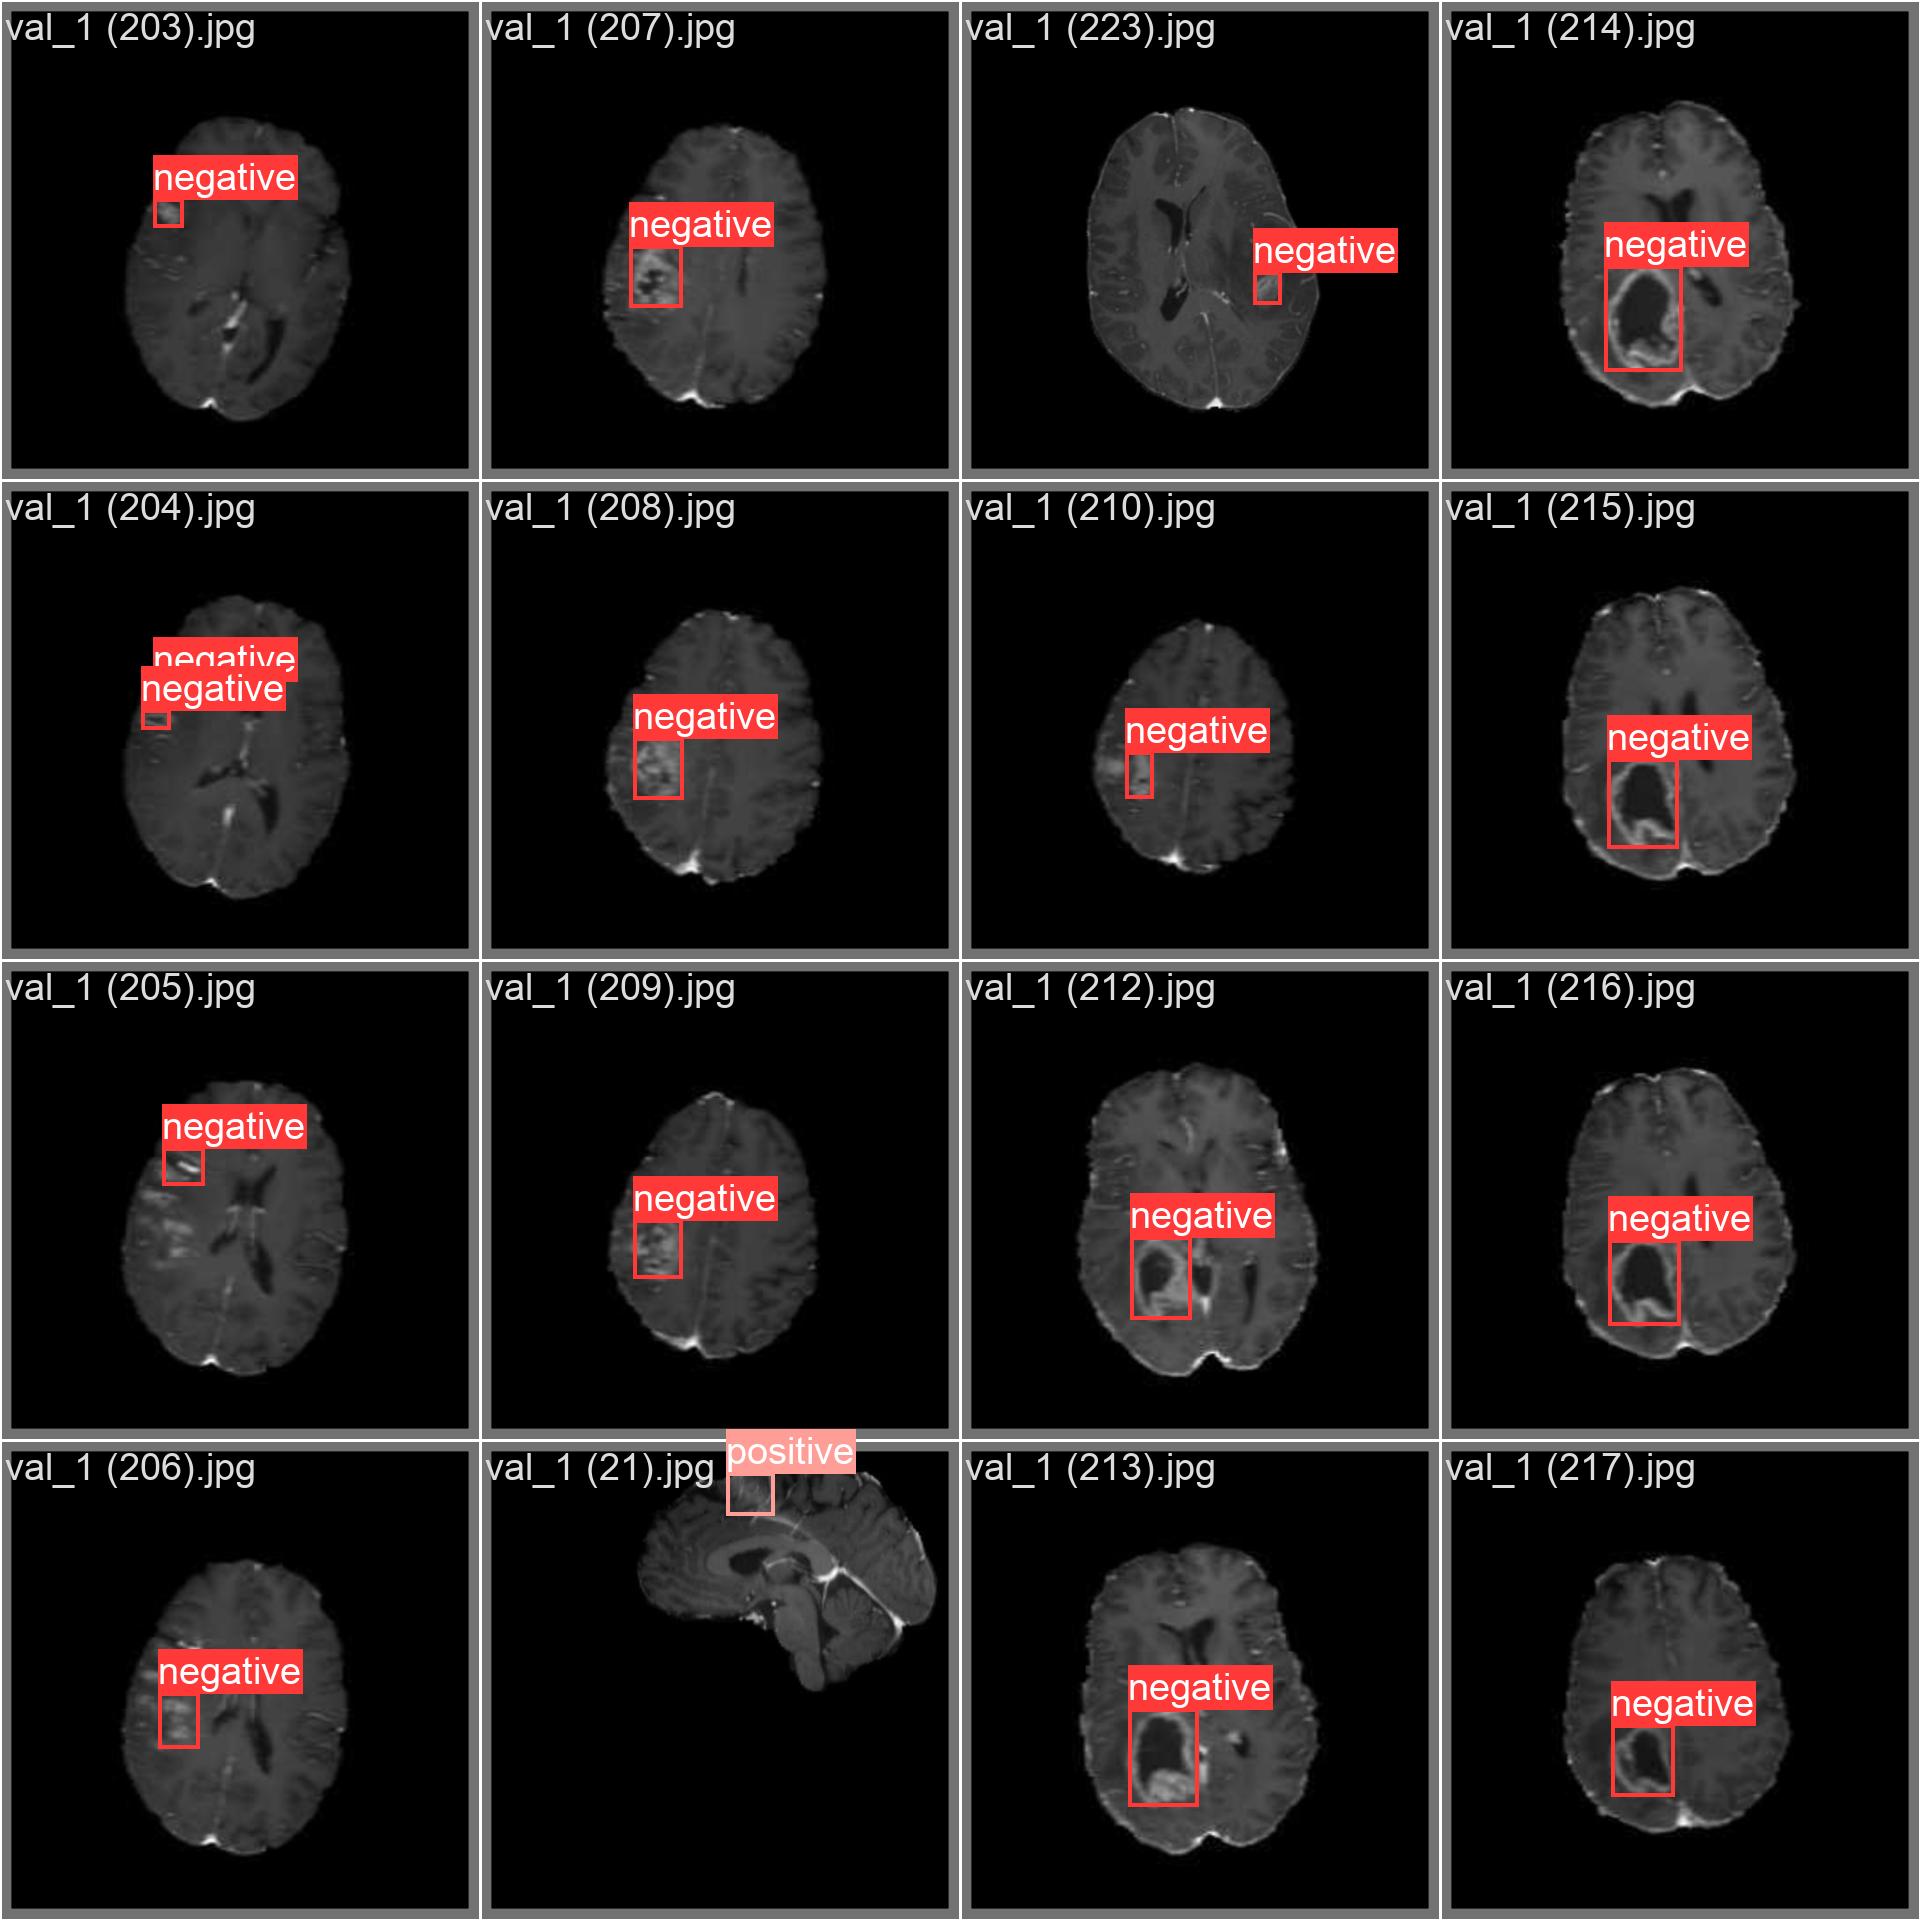 val_1 (203).jpg
negative
val_1 (207).jpg
negative
val_1 (223).jpg
negative
val_1 (214).jpg
negative
val_1 (204).jpg
negative
negative
val_1 (208).jpg
negative
val_1 (210).jpg
negative
val_1 (215).jpg
negative
val_1 (205).jpg
negative
val_1 (209).jpg
negative
val_1 (212).jpg
negative
val_1 (216).jpg
negative
val_1 (206).jpg
negative
val_1 (21).jpg
positive
val_1 (213).jpg
negative
val_1 (217).jpg
negative